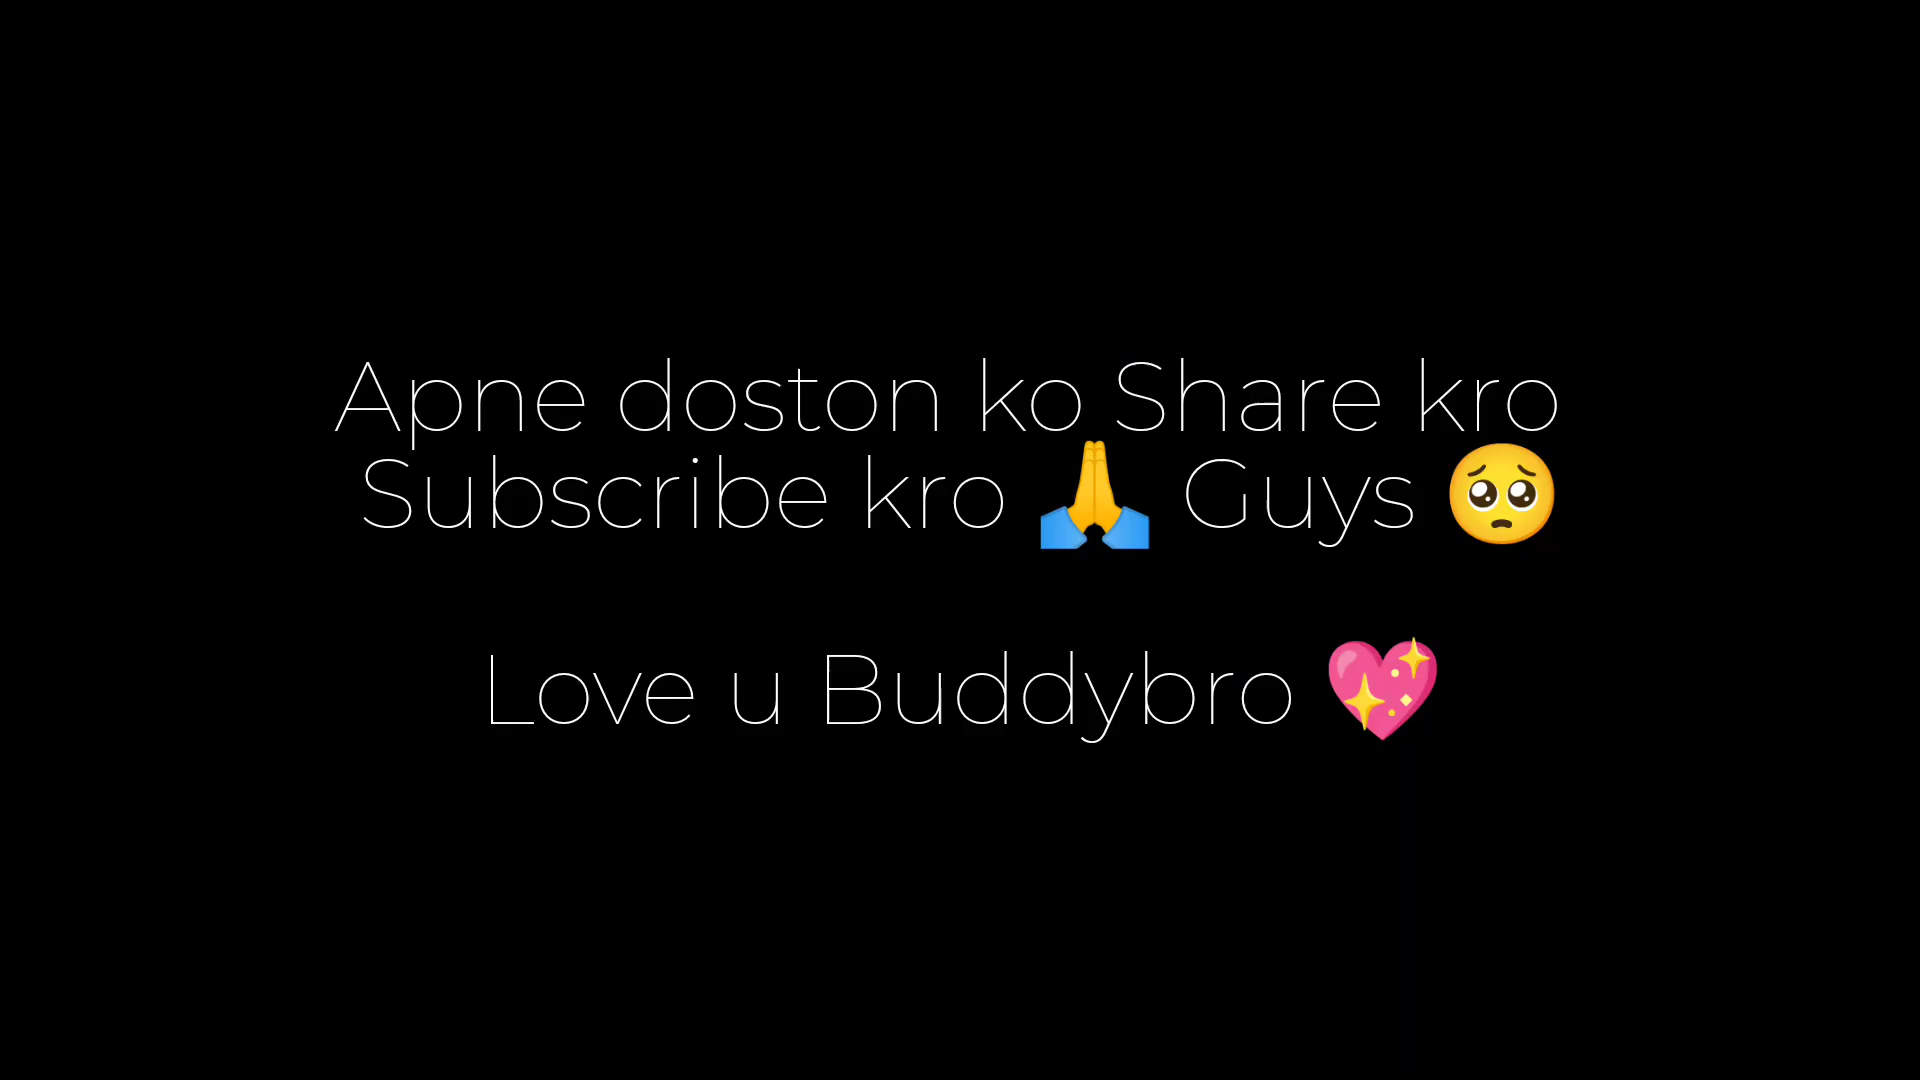 Apne doston ko Share kro
Subscribe kro 🙏 Guys 🥺
Love u Buddybro 💖